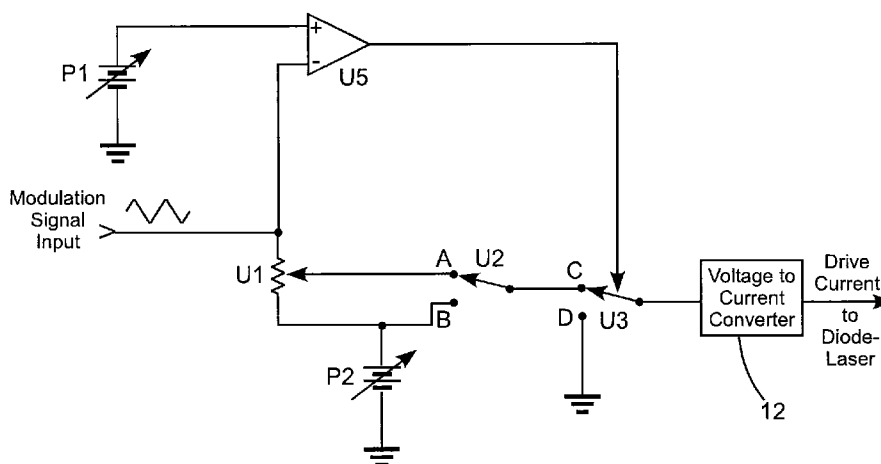 +
P1
-
U5
Modulation
Signal
Input
A
U2
U1
C
B
D
U3
Voltage to
Current
Converter
Drive
Current
to
Diode-
Laser
P2
12